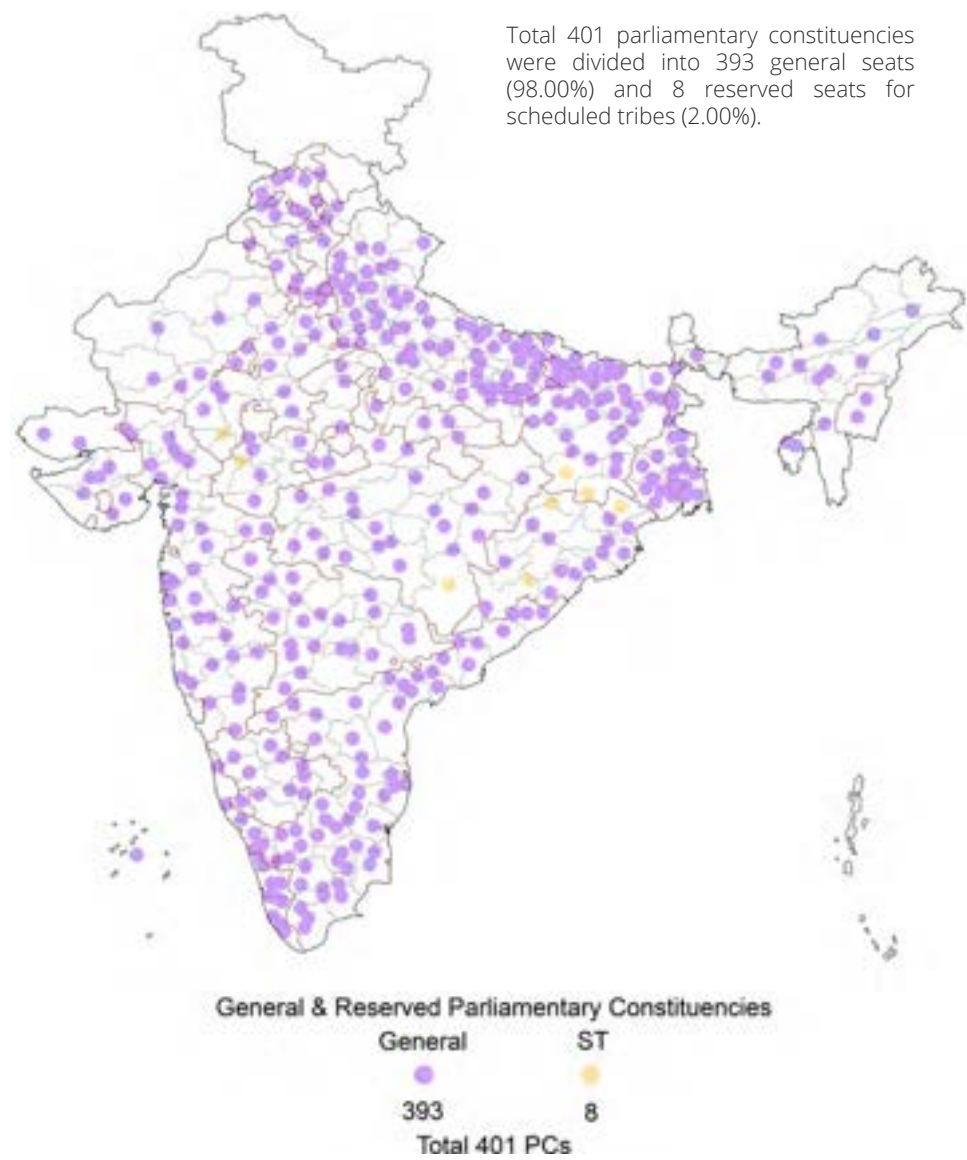 Total 401 parliamentary constituencies
were divided into 393 general seats
(98.00%) and 8 reserved seats for
scheduled tribes (2.00%).
General & Reserved Parliamentary Constituencies
General ST
393 8
Total 401 PCs